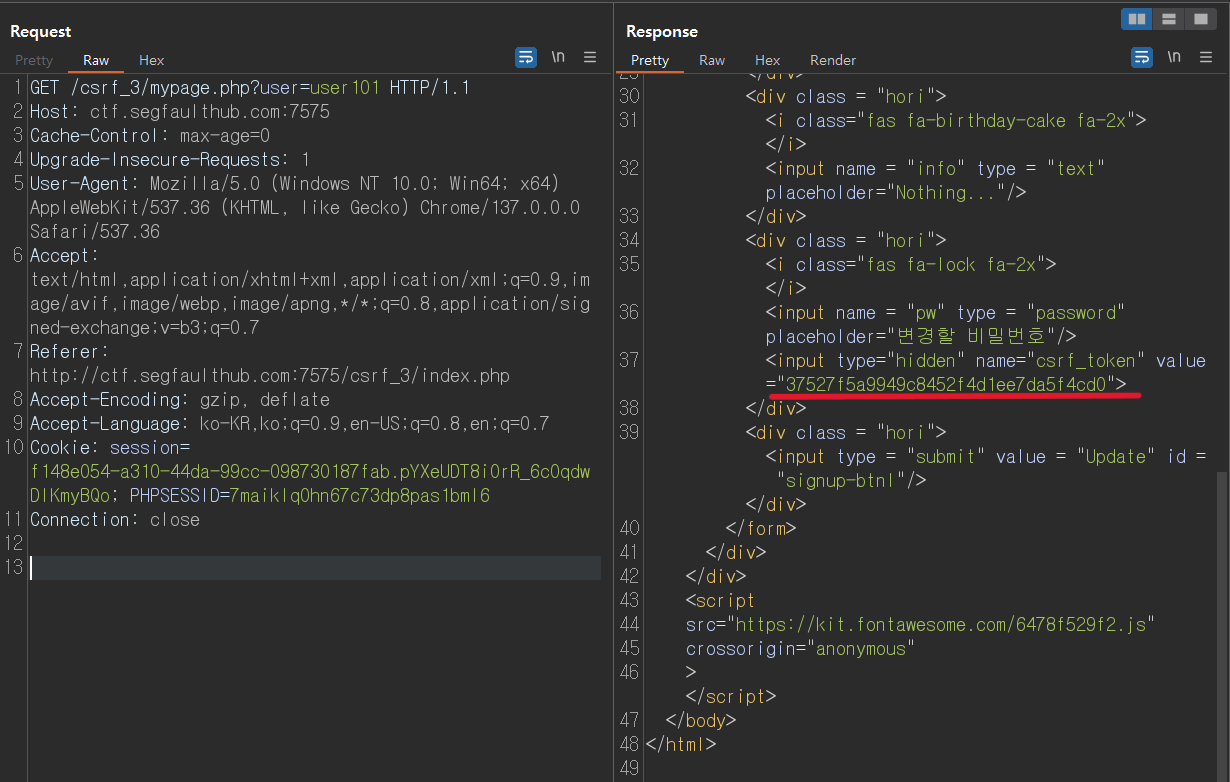 Request
Pretty Raw Hex
\n
1 GET /csrf_3/mypage.php?user=user101 HTTP/1.1
2 Host: ctf.segfaulthub.com:7575
3 Cache-Control: max-age=0
4 Upgrade-Insecure-Requests: 1
5 User-Agent: Mozilla/5.0 (Windows NT 10.0; Win64; x64)
AppleWebKit/537.36 (KHTML, like Gecko) Chrome/137.0.0.0
Safari/537.36
6 Accept:
text/html,application/xhtml+xml,application/xml;q=0.9,im
age/avif,image/webp,image/apng,*/*;q=0.8,application/sig
ned-exchange;v=b3;q=0.7
7 Referer:
http://ctf.segfaulthub.com:7575/csrf_3/index.php
8 Accept-Encoding: gzip, deflate
9 Accept-Language: ko-KR,ko;q=0.9,en-US;q=0.8,en;q=0.7
10 Cookie: session=
f148e054-a310-44da-99cc-098730187fab.pYXeUDT8i0rR_6c0qdw
DIKmyBQo; PHPSESSID=7maiklq0hn67c73dp8pas1bml6
11 Connection: close
12
13
Response
Pretty Raw Hex Render
\n
29 </div>
30 <div class = "hori">
31 <i class="fas fa-birthday-cake fa-2x">
</i>
32 <input name = "info" type = "text"
placeholder="Nothing..."/>
33 </div>
34 <div class = "hori">
35 <i class="fas fa-lock fa-2x">
</i>
36 <input name = "pw" type = "password"
placeholder="변경할 비밀번호"/>
37 <input type="hidden" name="csrf_token" value
="37527f5a9949c8452f4d1ee7da5f4cd0">
38 </div>
39 <div class = "hori">
<input type = "submit" value = "Update" id =
"signup-btnl"/>
</div>
40 </form>
41 </div>
42 </div>
43 <script
44 src="https://kit.fontawesome.com/6478f529f2.js"
45 crossorigin="anonymous"
46 >
</script>
47 </body>
48 </html>
49